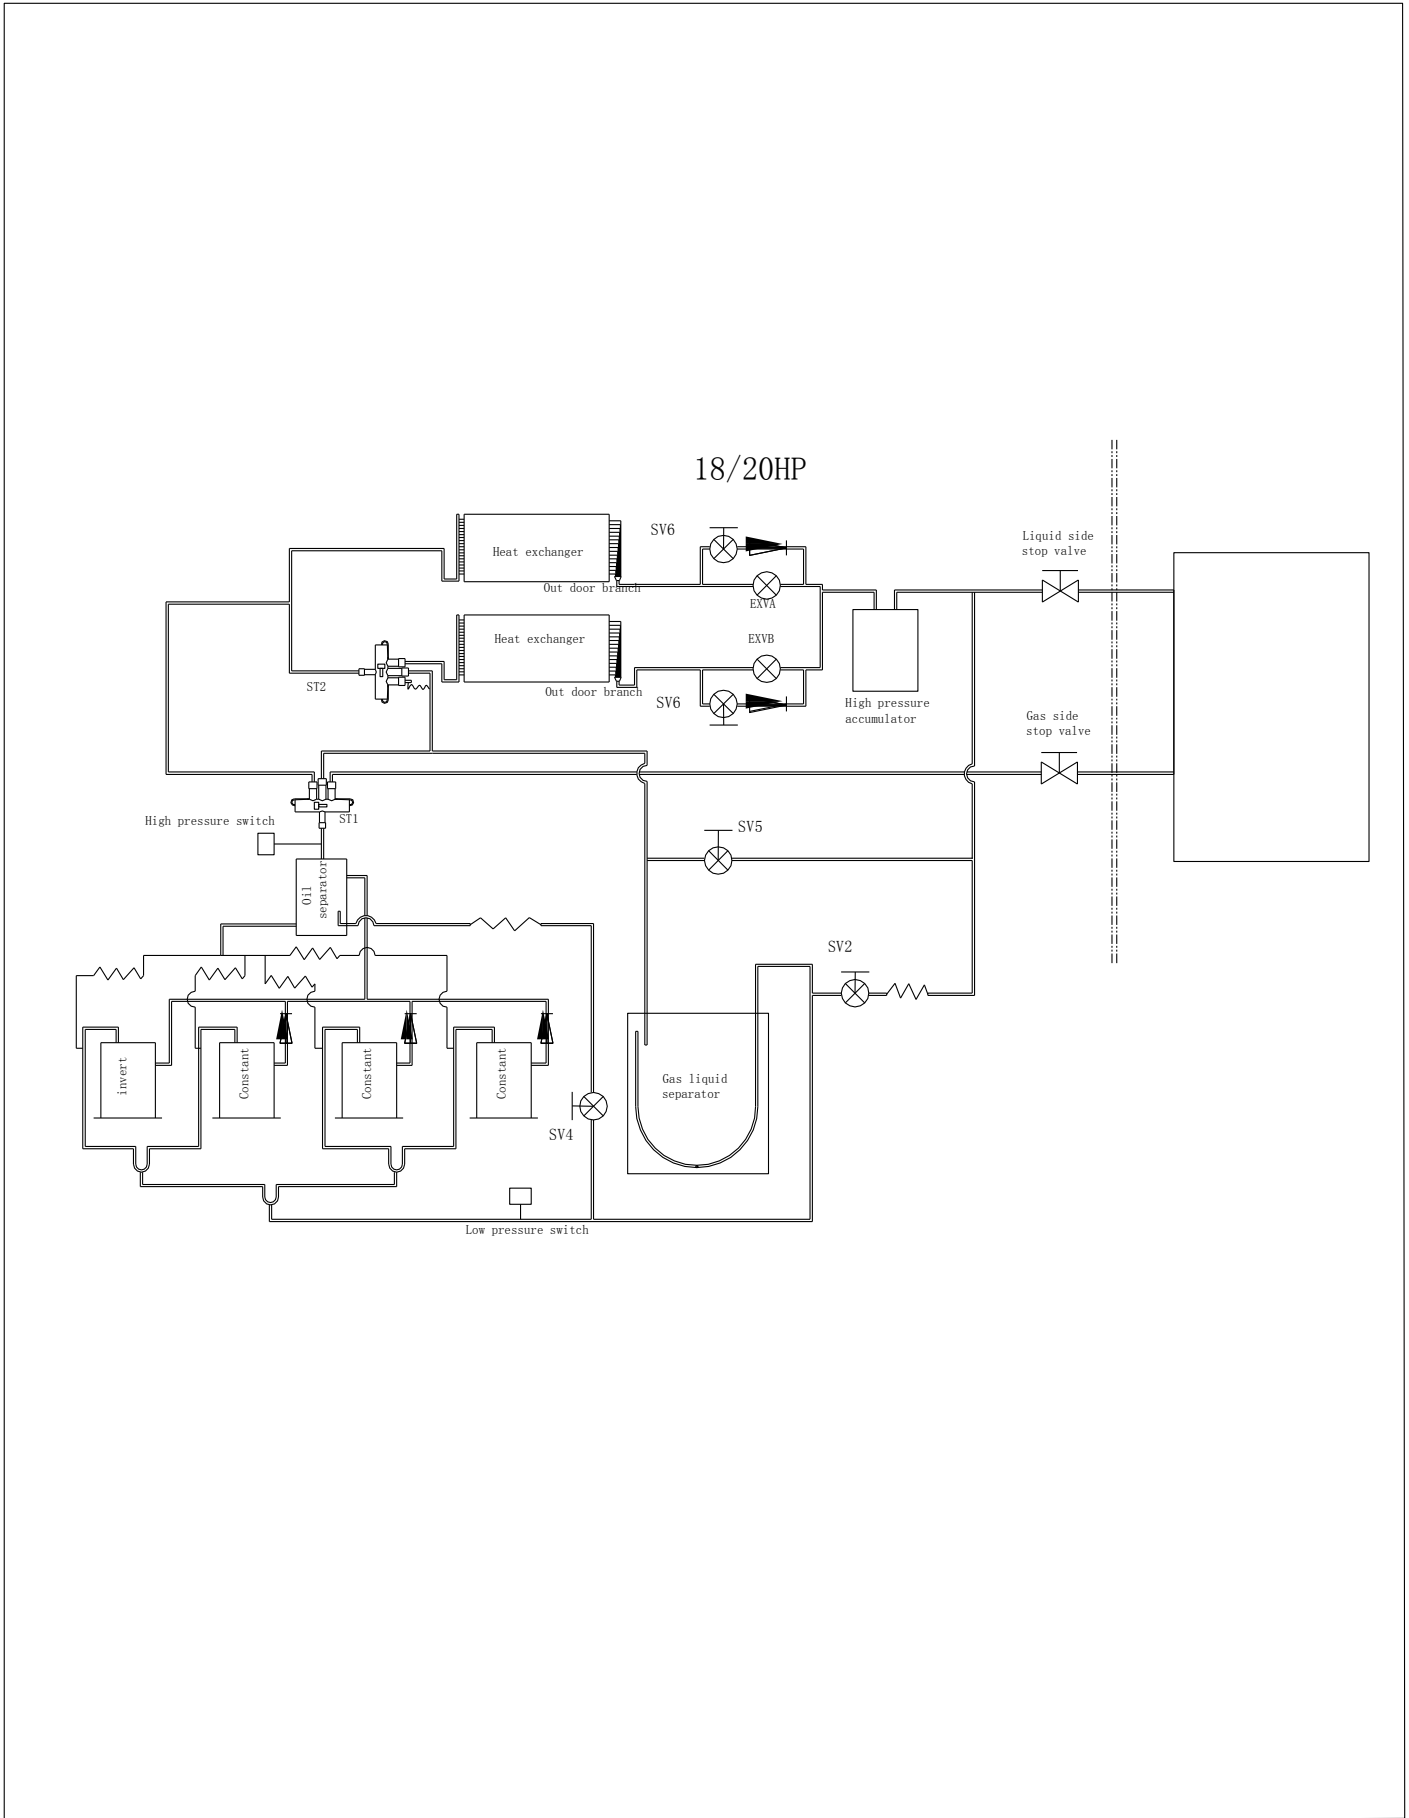 18/20HP
SV6
Liquid side
stop valve
Heat exchanger
Out door branch
EXVA
Heat exchanger
EXVB
ST2
Out door branch
SV6
High pressure
accumulator
Gas side
stop valve
High pressure switch
ST1
SV5
Oil
separator
SV2
invert
Constant
Constant
Constant
Gas liquid
separator
SV4
Low pressure switch